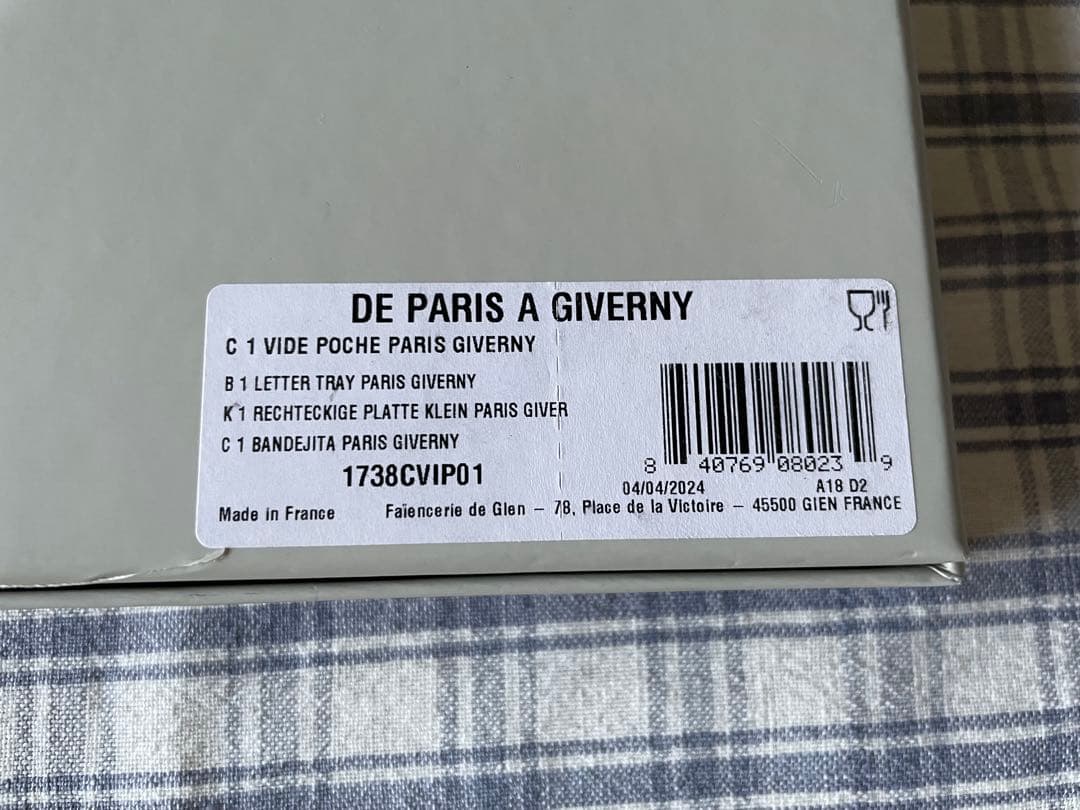 DE PARIS A GIVERNY
C 1 VIDE POCHE PARIS GIVERNY
B 1 LETTER TRAY PARIS GIVERNY
K 1 RECHTECKIGE PLATTE KLEIN PARIS GIVER
C 1 BANDEJITA PARIS GIVERNY
1738CVIP01
8 40769 08023 9
04/04/2024 A18 D2
Made in France Faïencerie de Gien – 78, Place de la Victoire – 45500 GIEN FRANCE